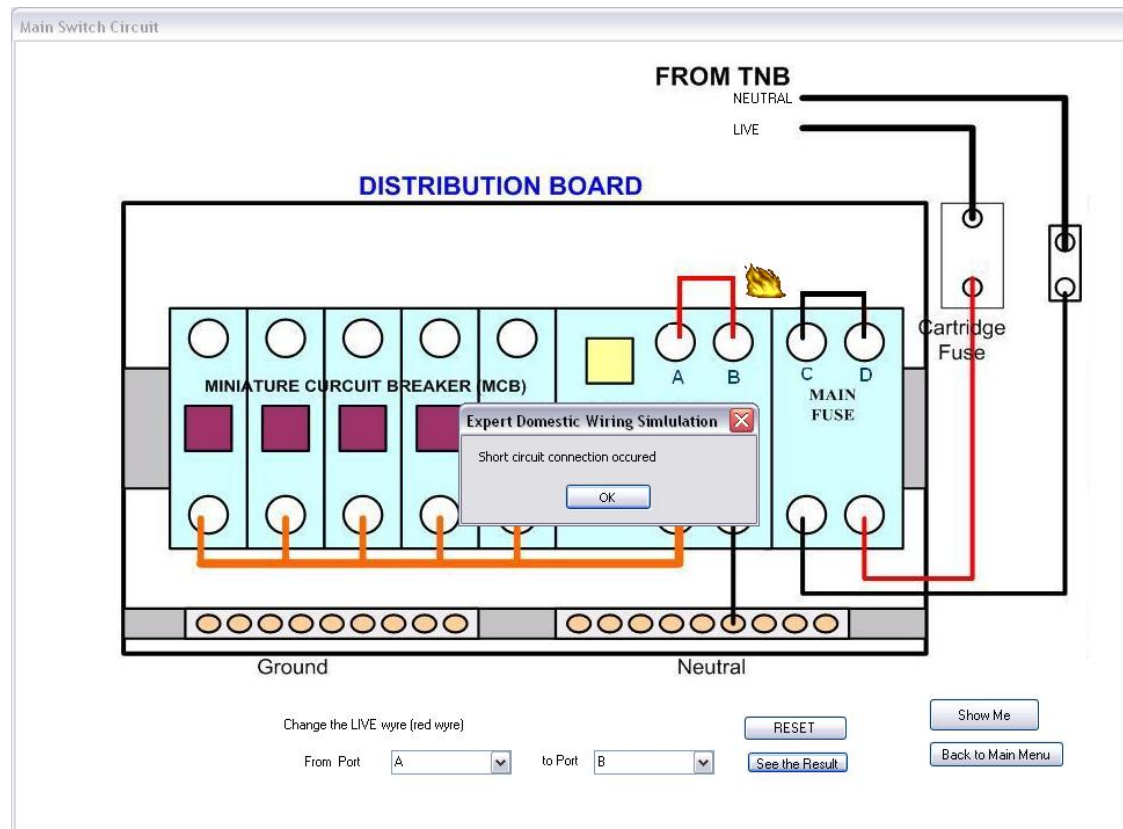 Main Switch Circuit
FROM TNB
NEUTRAL
LIVE
DISTRIBUTION BOARD
Cartridge
Fuse
A B C D
MINIATURE CURCUIT BREAKER (MCB)
MAIN
FUSE
Expert Domestic Wiring Simlulation
Short circuit connection occured
OK
Ground
Neutral
Change the LIVE wyre (red wyre)
RESET
Show Me
From Port A to Port B
See the Result
Back to Main Menu